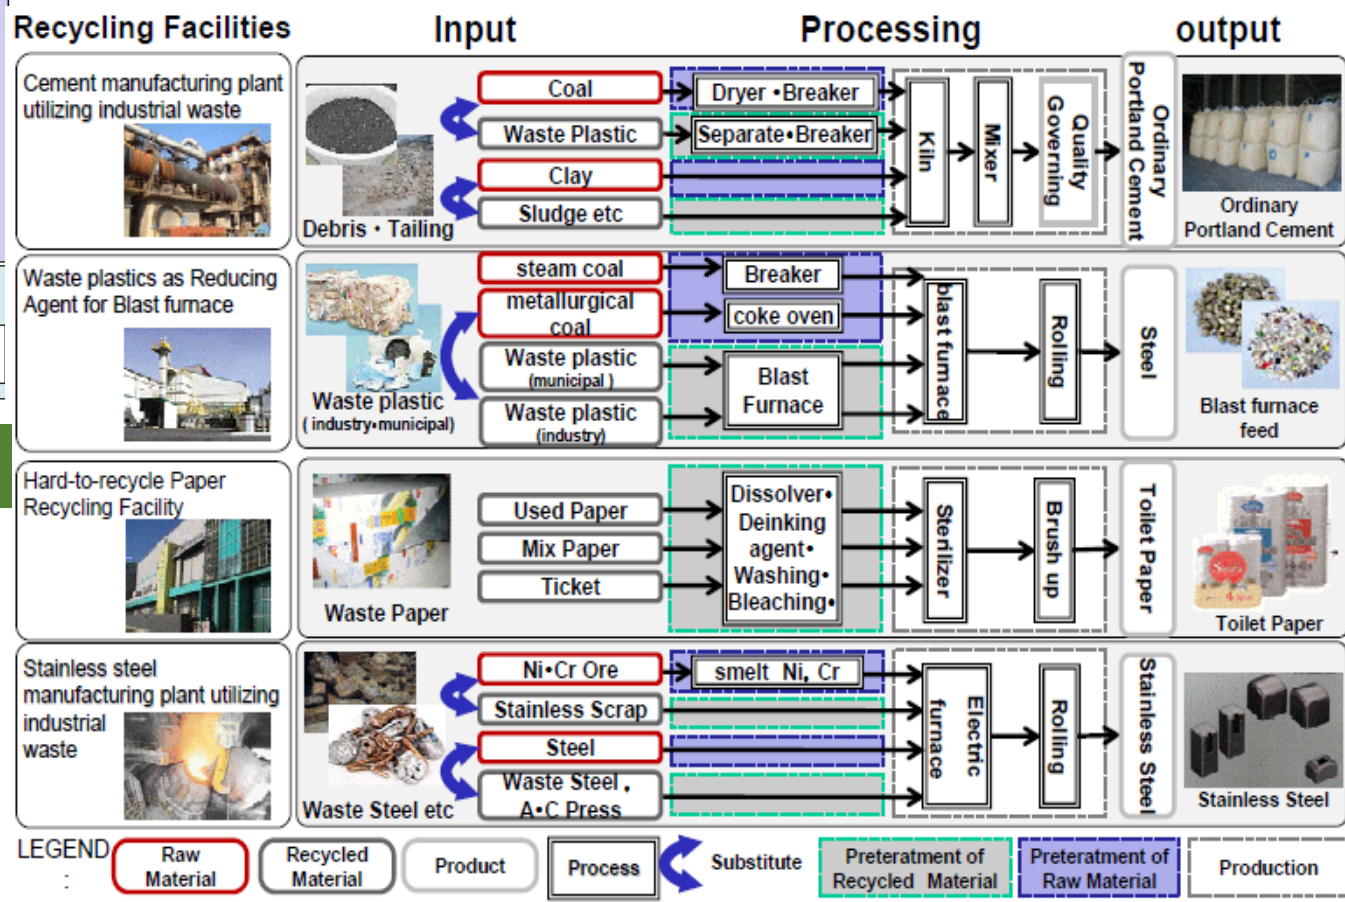 Recycling Facilities
Input
Processing
output
Cement manufacturing plant
utilizing industrial waste
Debris・Tailing
Coal
Waste Plastic
Clay
Sludge etc
Dryer・Breaker
Separate・Breaker
Kiln
Mixer
Quality
Governing
Ordinary
Portland Cement
Ordinary
Portland Cement
Waste plastics as Reducing
Agent for Blast furnace
Waste plastic
( industry・municipal)
steam coal
metallurgical
coal
Waste plastic
(municipal )
Waste plastic
(industry)
Breaker
coke oven
Blast
Furnace
blast furnace
Rolling
Steel
Blast furnace
feed
Hard-to-recycle Paper
Recycling Facility
Waste Paper
Used Paper
Mix Paper
Ticket
Dissolver・
Deinking
agent・
Washing・
Bleaching・
Sterilizer
Brush up
Toilet Paper
Toilet Paper
Stainless steel
manufacturing plant utilizing
industrial
waste
Waste Steel etc
Ni・Cr Ore
Stainless Scrap
Steel
Waste Steel .
A・C Press
smelt Ni, Cr
Electric
furnace
Rolling
Stainless Steel
Stainless Steel
LEGEND
:
Raw
Material
Recycled
Material
Product
Process
Substitute
Preteratment of
Recycled Material
Preteratment of
Raw Material
Production